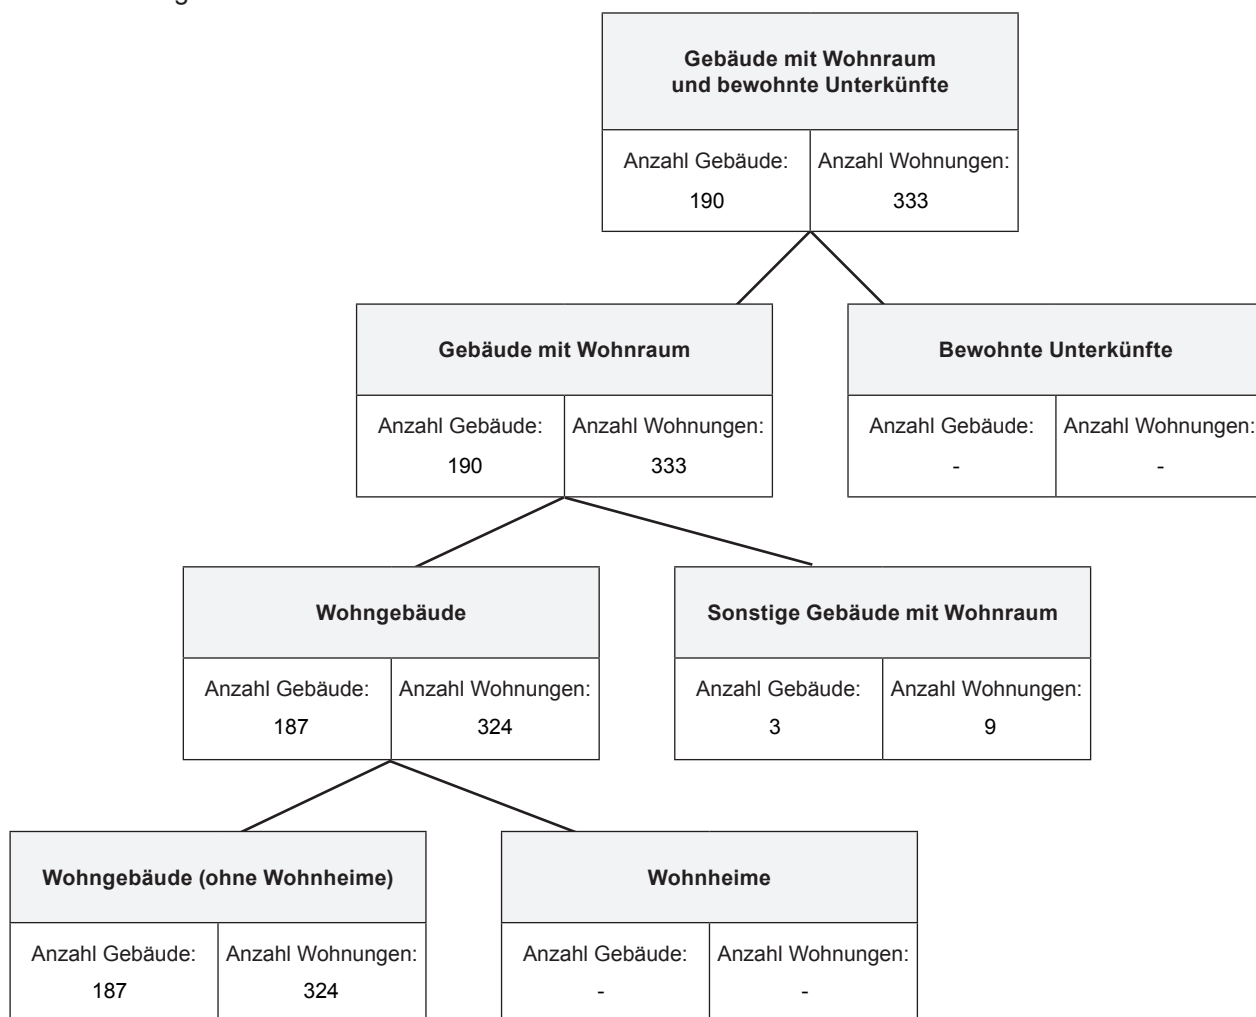 Gebäude mit Wohnraum
und bewohnte Unterkünfte
Anzahl Gebäude: Anzahl Wohnungen:
190 333
Gebäude mit Wohnraum
Anzahl Gebäude: Anzahl Wohnungen:
190 333
Bewohnte Unterkünfte
Anzahl Gebäude: Anzahl Wohnungen:
- -
Wohngebäude
Anzahl Gebäude: Anzahl Wohnungen:
187 324
Sonstige Gebäude mit Wohnraum
Anzahl Gebäude: Anzahl Wohnungen:
3 9
Wohngebäude (ohne Wohnheime)
Anzahl Gebäude: Anzahl Wohnungen:
187 324
Wohnheime
Anzahl Gebäude: Anzahl Wohnungen:
- -